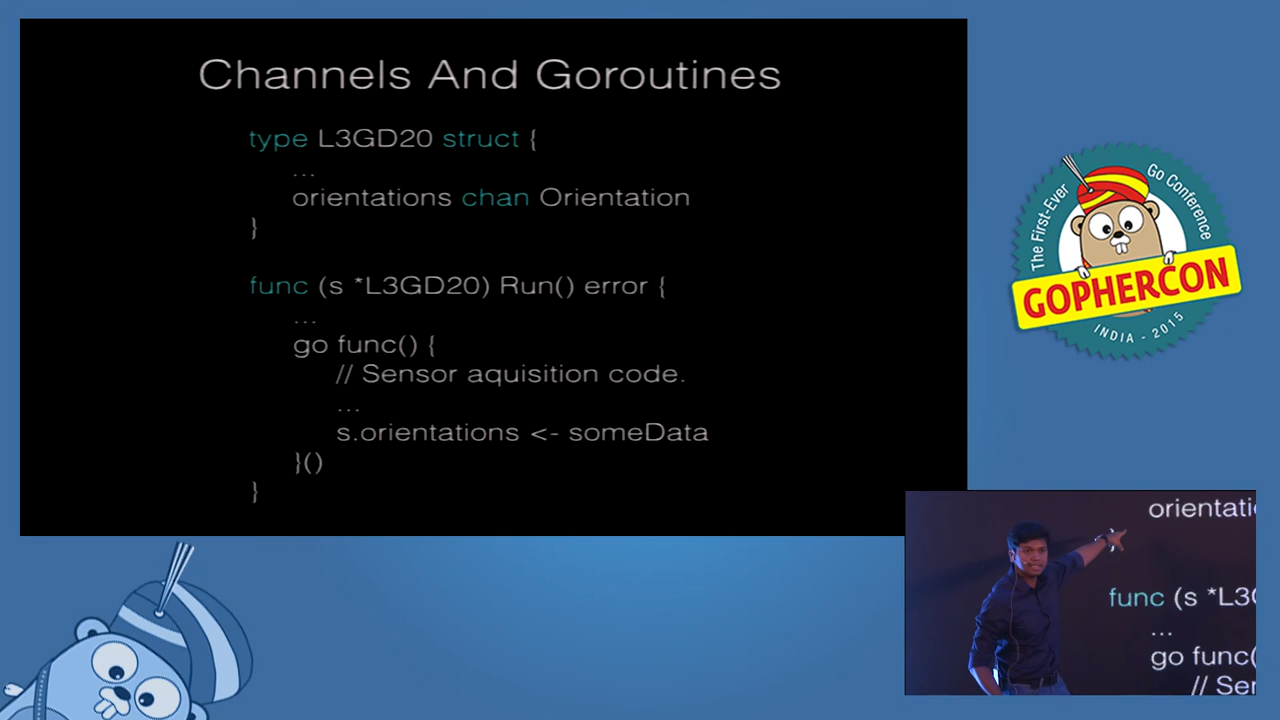 Channels And Goroutines
type L3GD20 struct {
...
orientations chan Orientation
}
func (s *L3GD20) Run() error {
...
go func() {
// Sensor aquisition code.
...
s.orientations <- someData
}()
}
The First-Ever
Go Conference
GOPHERCON
INDIA - 2015
orientati
}
func (s *L3G
...
go func(
// Sen